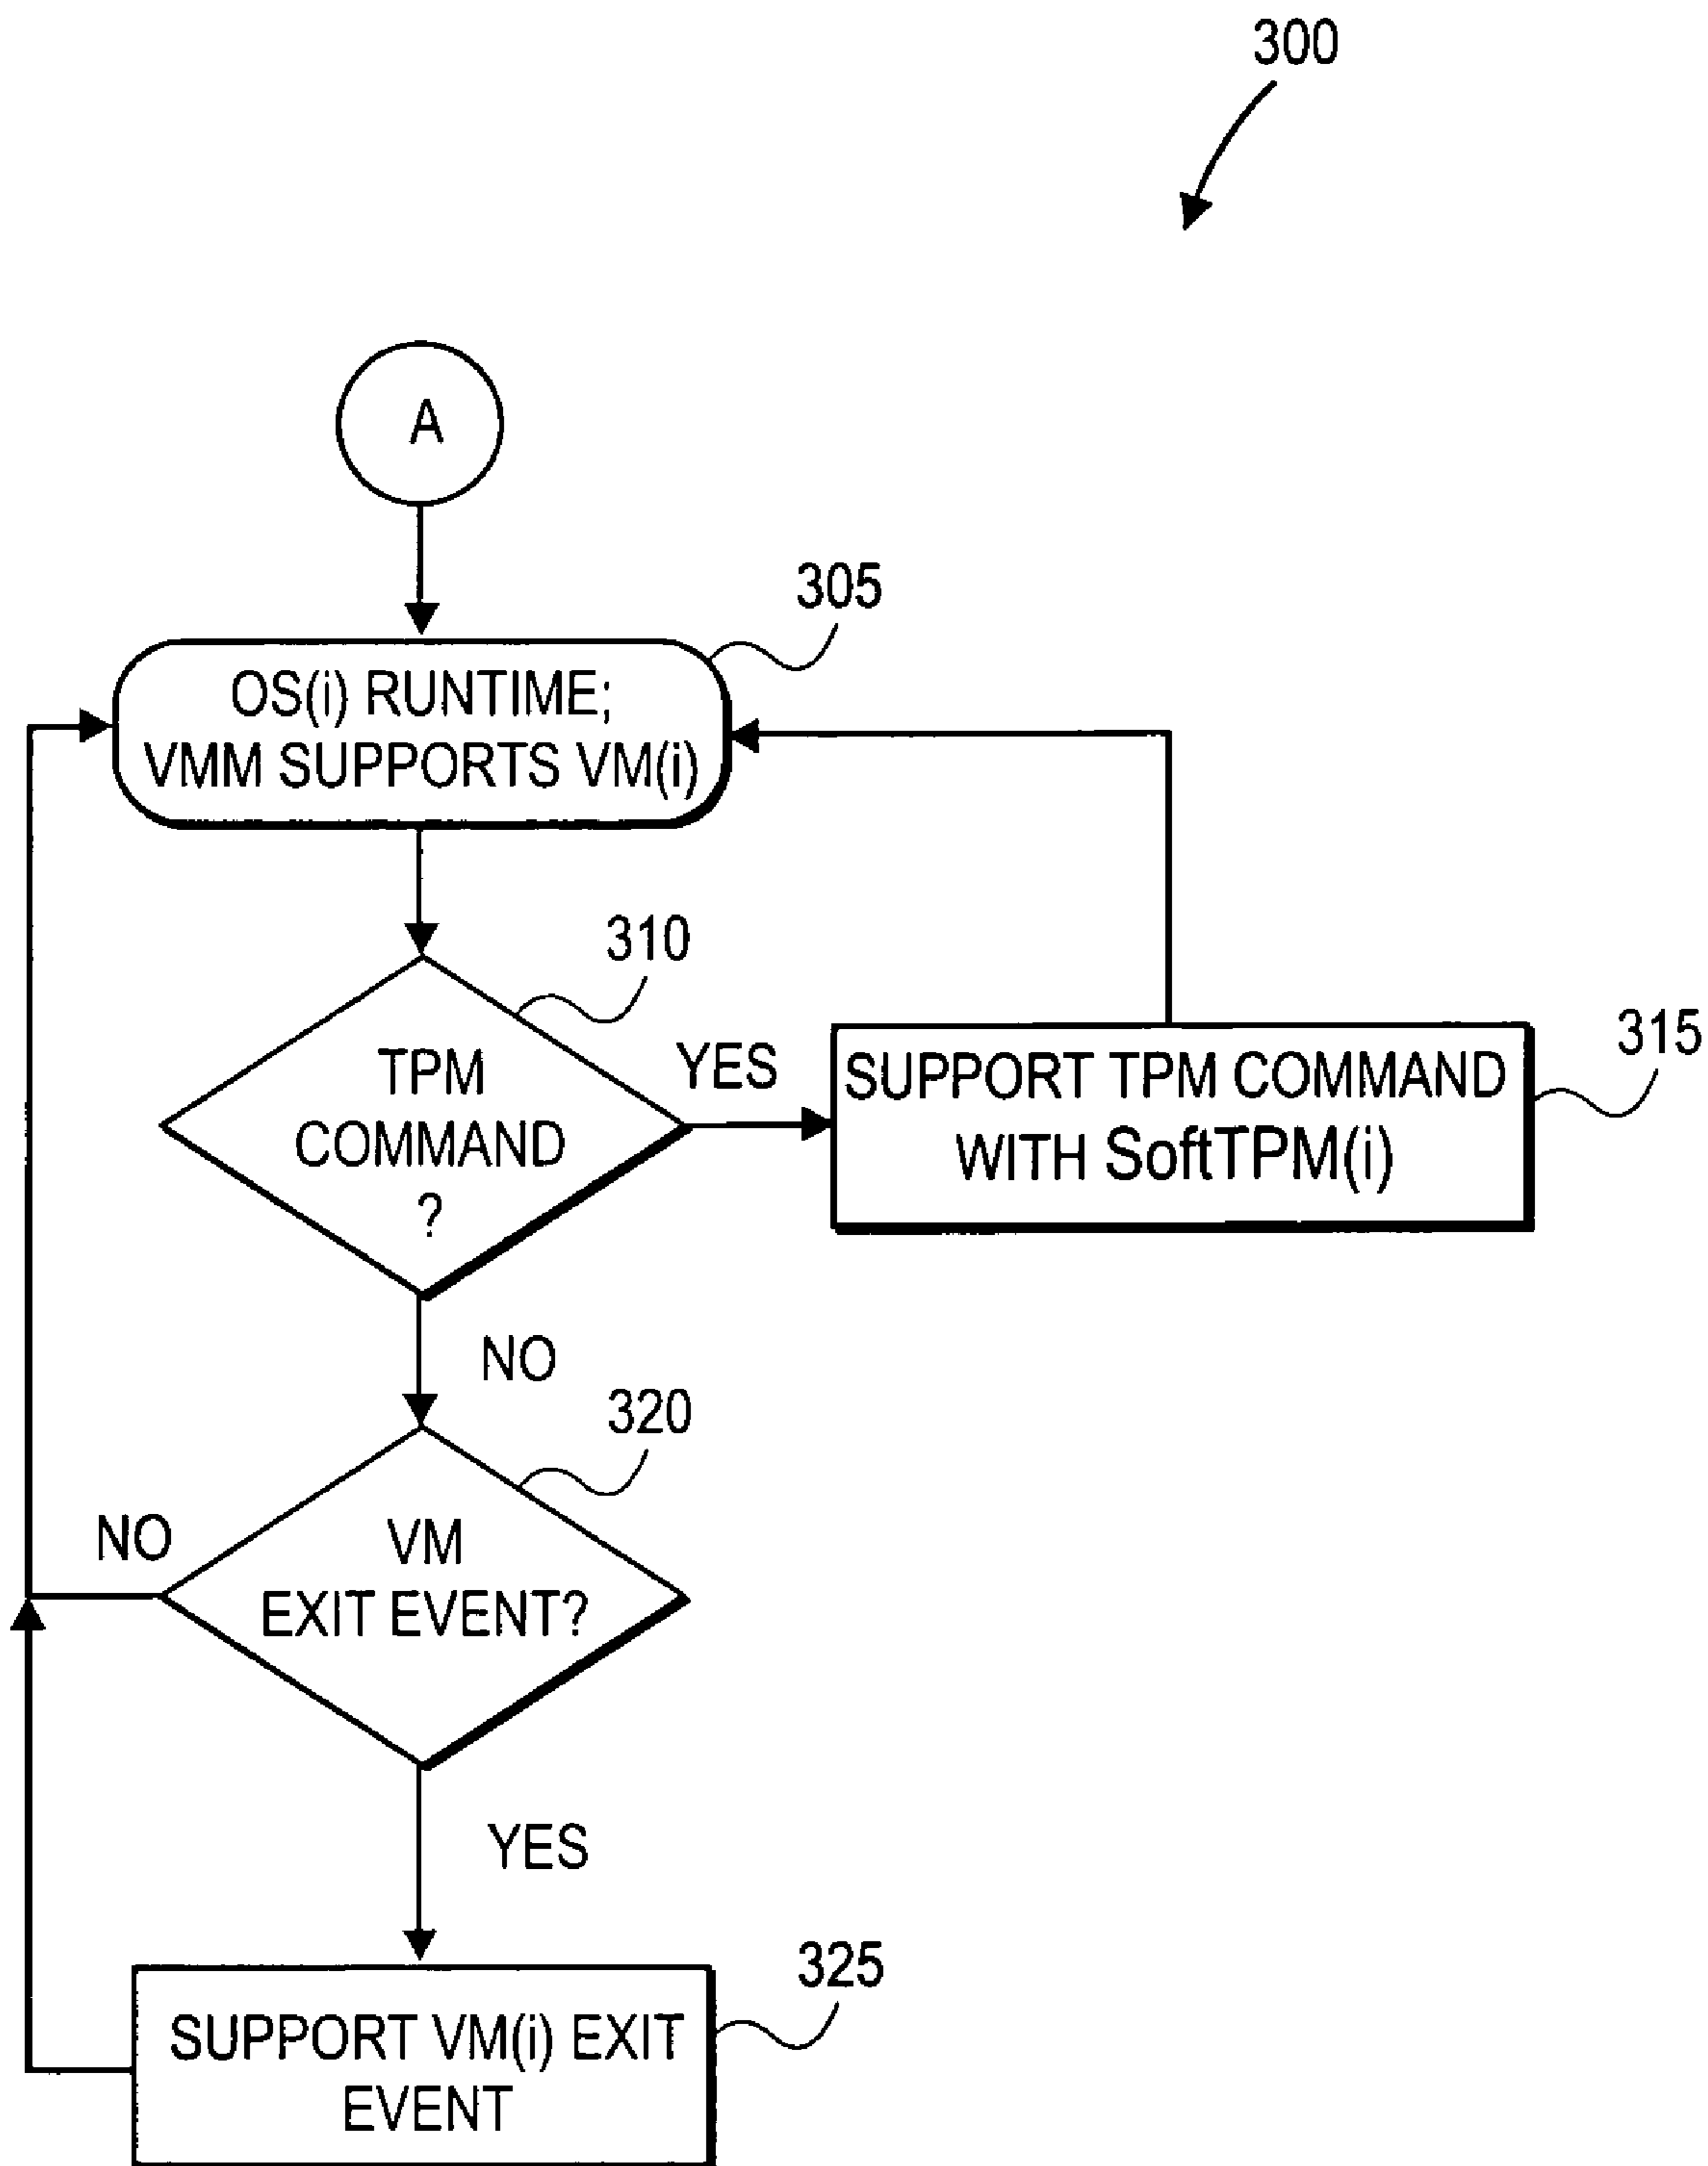 300
A
305
OS(i) RUNTIME;
VMM SUPPORTS VM(i)
310
TPM
COMMAND
?
YES
315
SUPPORT TPM COMMAND
WITH SoftTPM(i)
NO
320
VM
EXIT EVENT?
NO
YES
325
SUPPORT VM(i) EXIT
EVENT